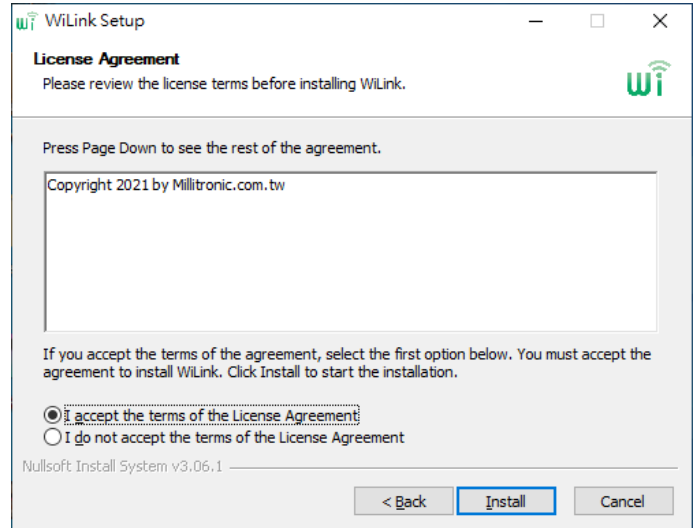 WiLink Setup
License Agreement
Please review the license terms before installing WiLink.
wi
Press Page Down to see the rest of the agreement.
Copyright 2021 by Millitronic.com.tw
If you accept the terms of the agreement, select the first option below. You must accept the
agreement to install WiLink. Click Install to start the installation.
I accept the terms of the License Agreement
I do not accept the terms of the License Agreement
Nullsoft Install System v3.06.1
< Back
Install
Cancel